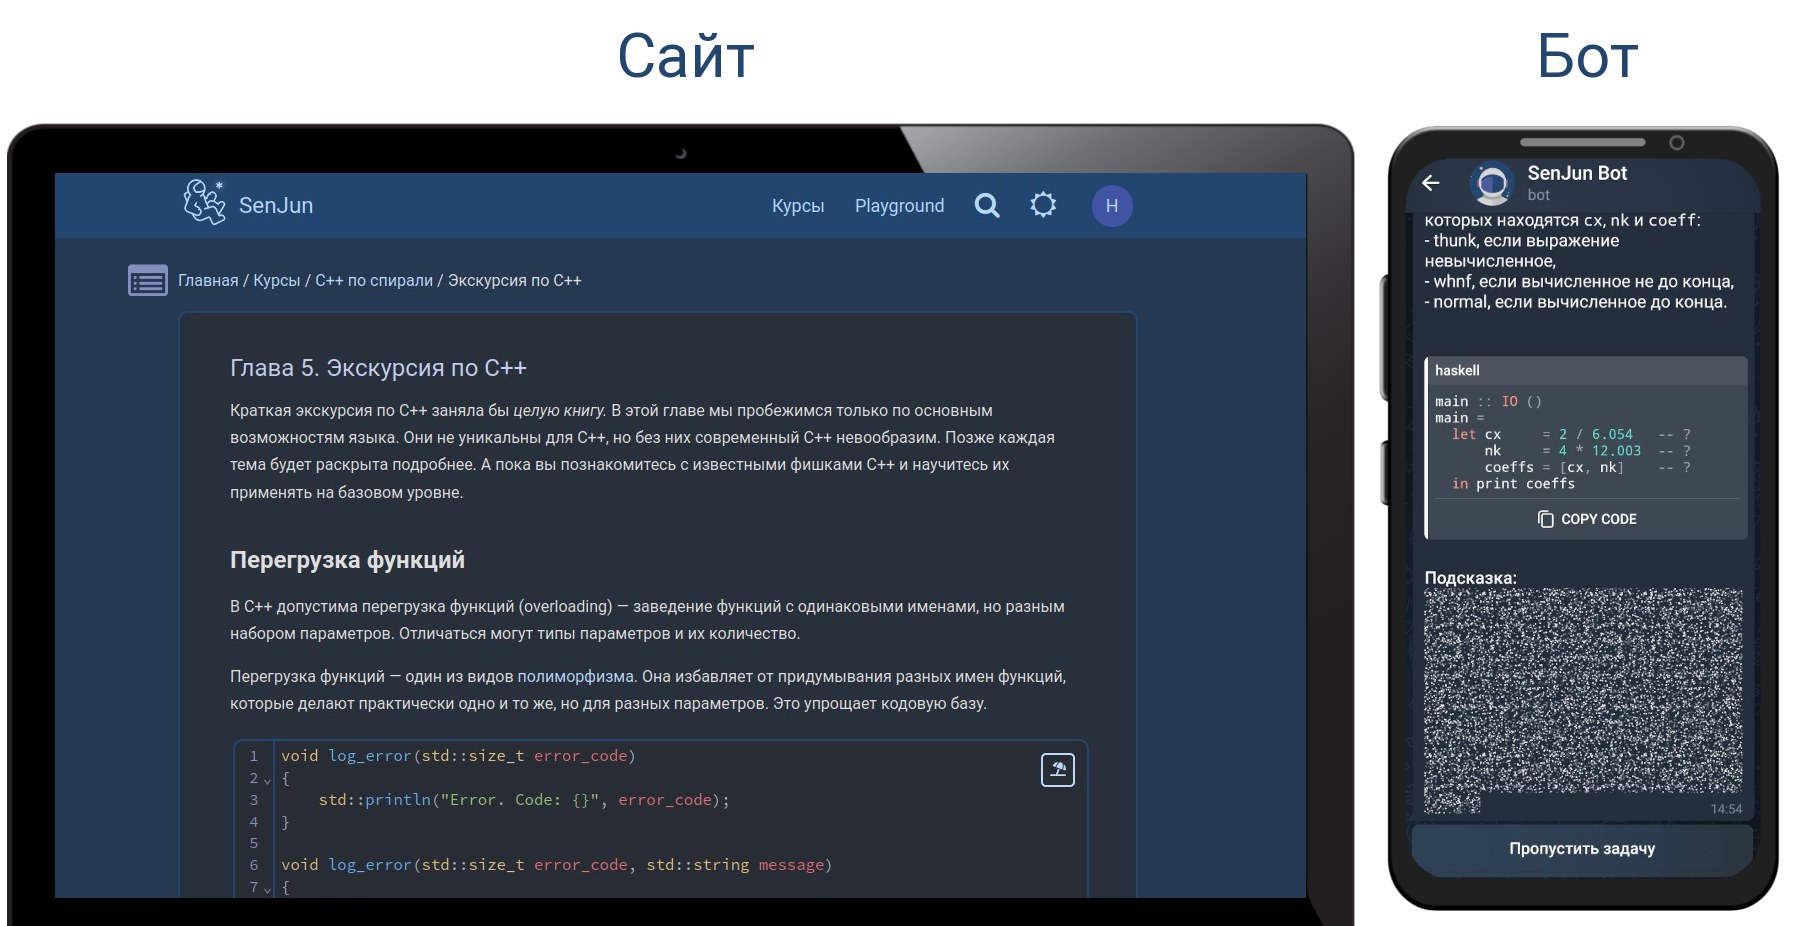 Сайт
Бот
SenJun
Курсы
Playground
H
Главная / Курсы / C++ по спирали / Экскурсия по C++
Глава 5. Экскурсия по C++
Краткая экскурсия по C++ заняла бы целую книгу. В этой главе мы пробежимся только по основным
возможностям языка. Они не уникальны для C++, но без них современный C++ невообразим. Позже каждая
тема будет раскрыта подробнее. А пока вы познакомитесь с известными фишками C++ и научитесь их
применять на базовом уровне.
Перегрузка функций
В C++ допустима перегрузка функций (overloading) — заведение функций с одинаковыми именами, но разным
набором параметров. Отличаться могут типы параметров и их количество.
Перегрузка функций — один из видов полиморфизма. Она избавляет от придумывания разных имен функций,
которые делают практически одно и то же, но для разных параметров. Это упрощает кодовую базу.
1 void log_error(std::size_t error_code)
2 {
3     std::println("Error. Code: {}", error_code);
4 }
5
6 void log_error(std::size_t error_code, std::string message)
7 {
SenJun Bot
bot
которых находятся cx, nk и coeff:
- thunk, если выражение
невычисленное,
- whnf, если вычисленное не до конца,
- normal, если вычисленное до конца.
haskell
main :: IO ()
main =
  let cx     = 2 / 6.054   -- ?
      nk     = 4 * 12.003  -- ?
      coeffs = [cx, nk]    -- ?
  in print coeffs
COPY CODE
Подсказка:
14:54
Пропустить задачу